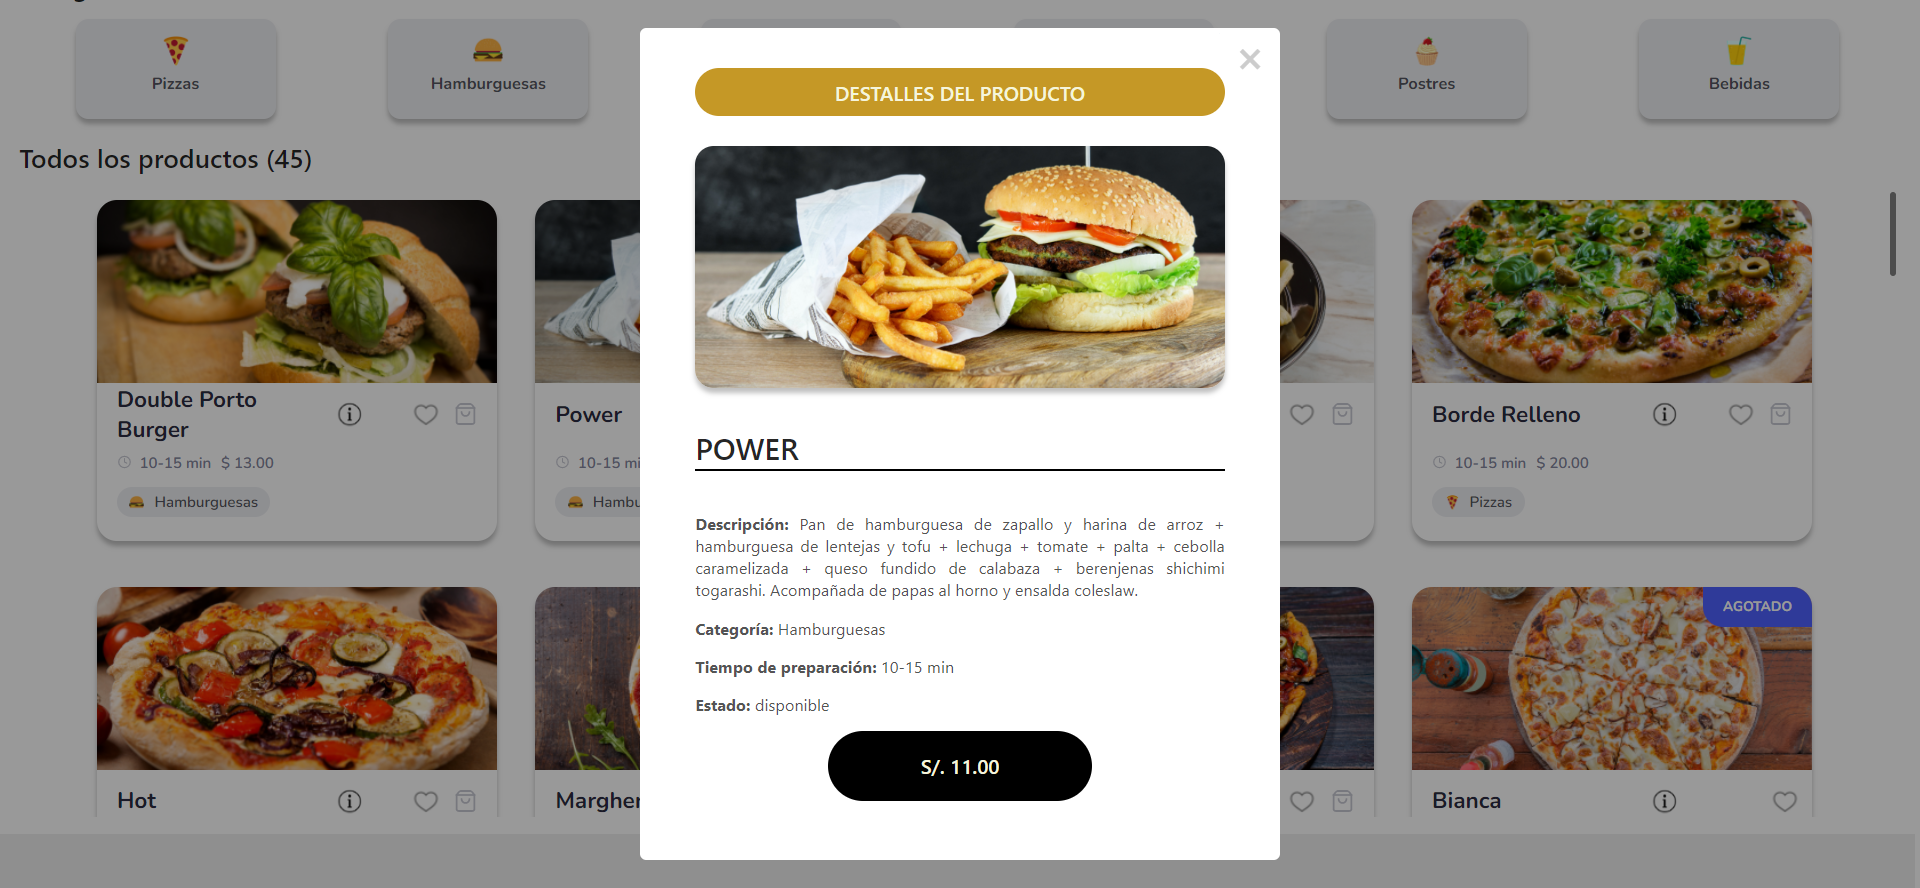 Pizzas
Hamburguesas
Postres
Bebidas
Todos los productos (45)
DESTALLES DEL PRODUCTO
POWER
Descripción: Pan de hamburguesa de zapallo y harina de arroz +
hamburguesa de lentejas y tofu + lechuga + tomate + palta + cebolla
caramelizada + queso fundido de calabaza + berenjenas shichimi
togarashi. Acompañada de papas al horno y ensalda coleslaw.
Categoría: Hamburguesas
Tiempo de preparación: 10-15 min
Estado: disponible
S/. 11.00
Double Porto
Burger
10-15 min $ 13.00
Hamburguesas
Power
10-15 mi
Hambu
Borde Relleno
10-15 min $ 20.00
Pizzas
Hot
Margher
AGOTADO
Bianca